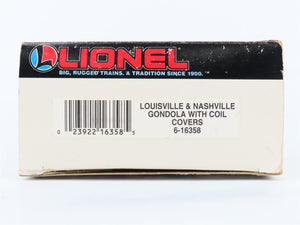 LIONEL
BIG, RUGGED TRAINS. A TRADITION SINCE 1900.™
LOUISVILLE & NASHVILLE
GONDOLA WITH COIL
COVERS
6-16358
0 23922 16358 3